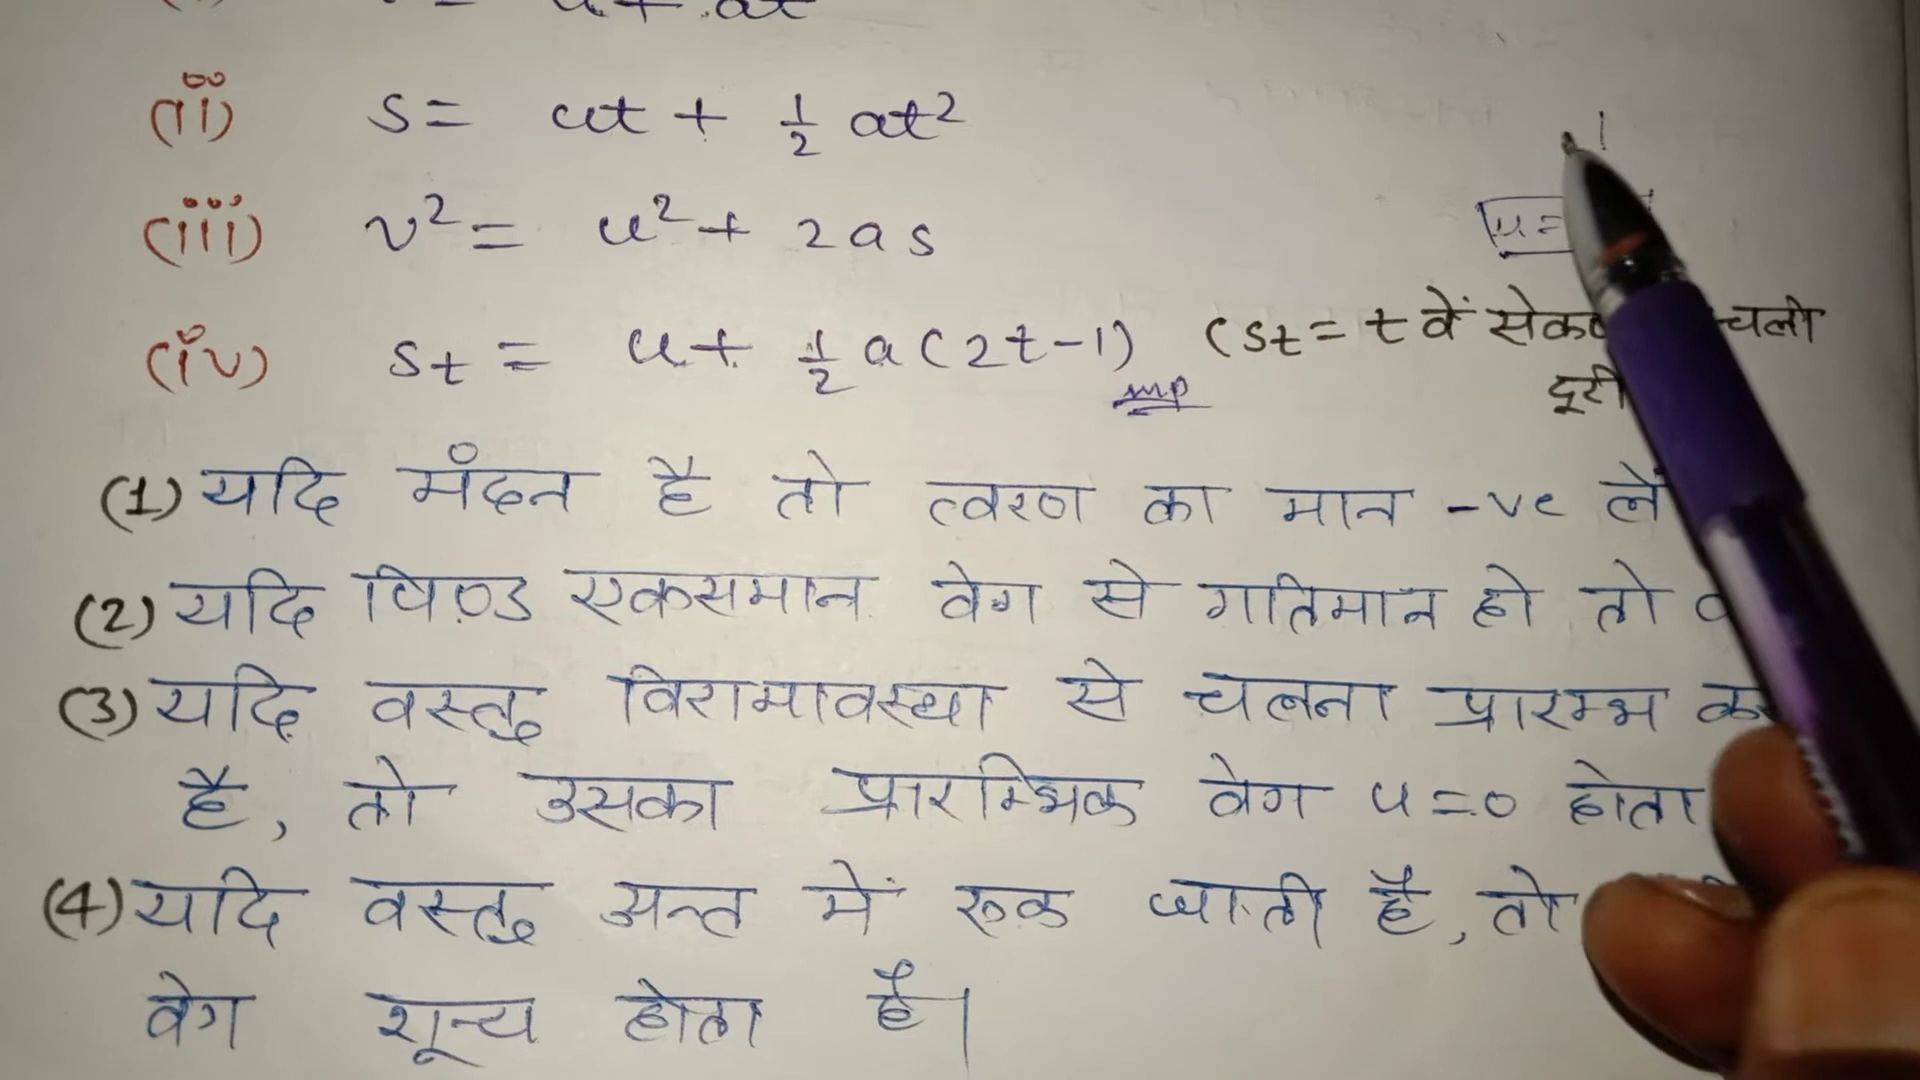 u + at
(ii) s = ut + 1/2 at²
(iii) v² = u² + 2as
u =
(iv) st = u + 1/2 a (2t-1) (st = t वें चली
Imp दूरी
(1) यदि मंदन है तो त्वरण का मान -ve लें
(2) यदि पिण्ड एकसमान वेग से गतिमान हो तो
(3) यदि वस्तु विरामावस्था से चलना प्रारम्भ
है, तो उसका प्रारम्भिक वेग u=0 होता
(4) यदि वस्तु अन्त में रूक जाती है, तो
वेग शून्य होता है।